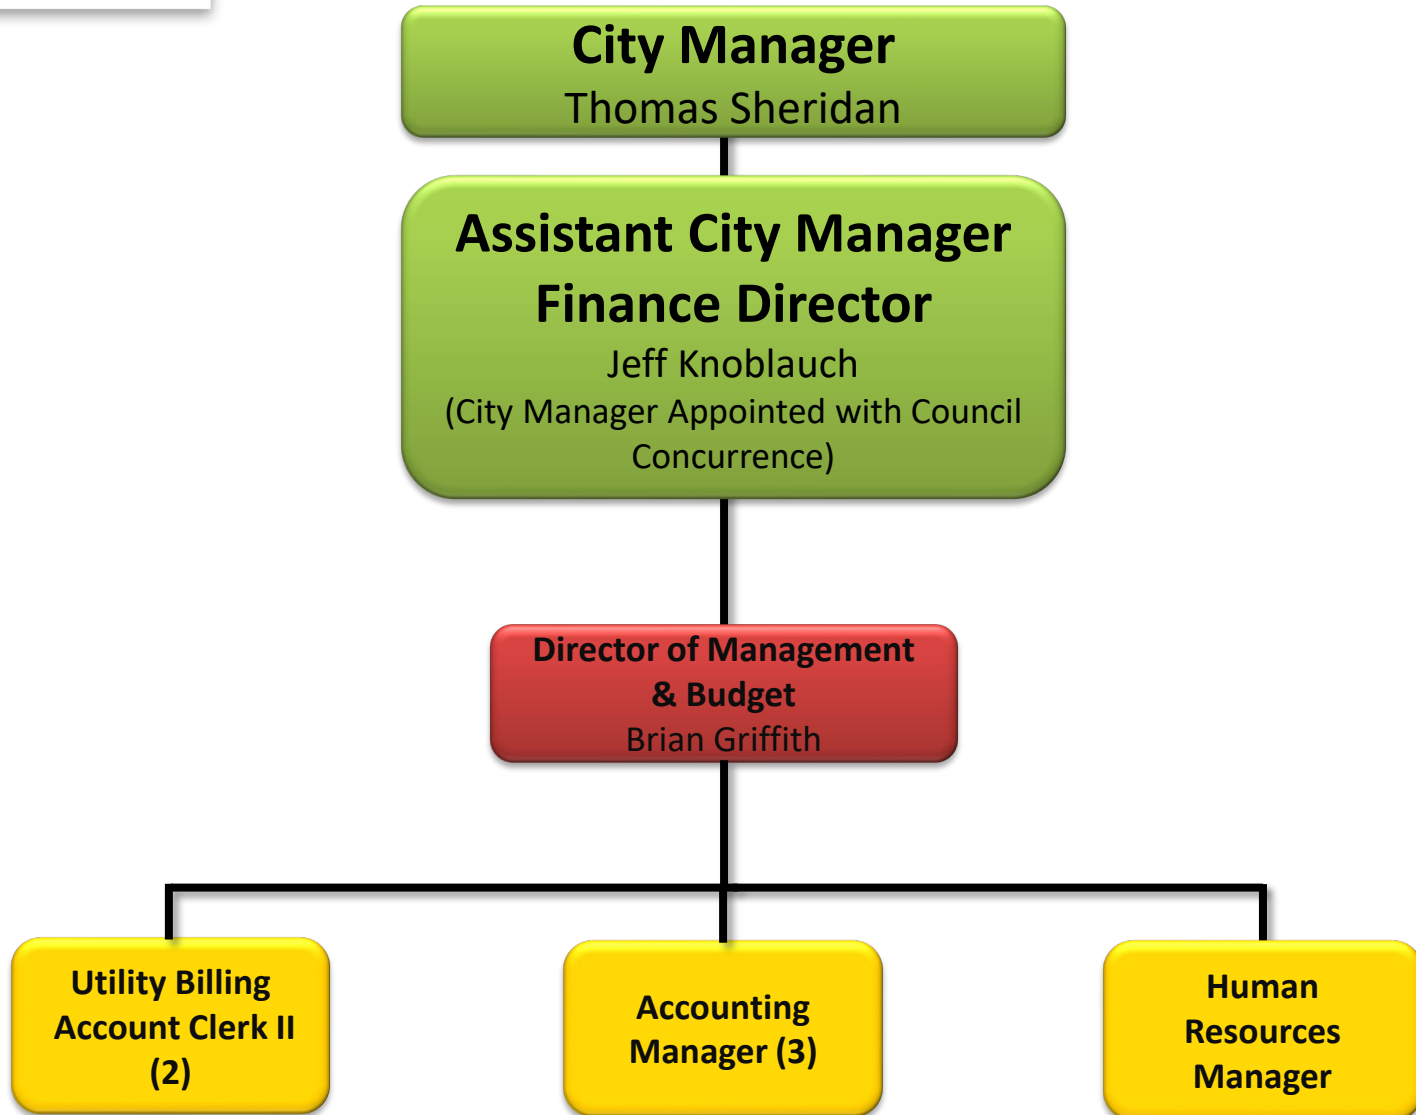 City Manager
Thomas Sheridan
Assistant City Manager
Finance Director
Jeff Knoblauch
(City Manager Appointed with Council
Concurrence)
Director of Management
& Budget
Brian Griffith
Utility Billing
Account Clerk II
(2)
Accounting
Manager (3)
Human
Resources
Manager